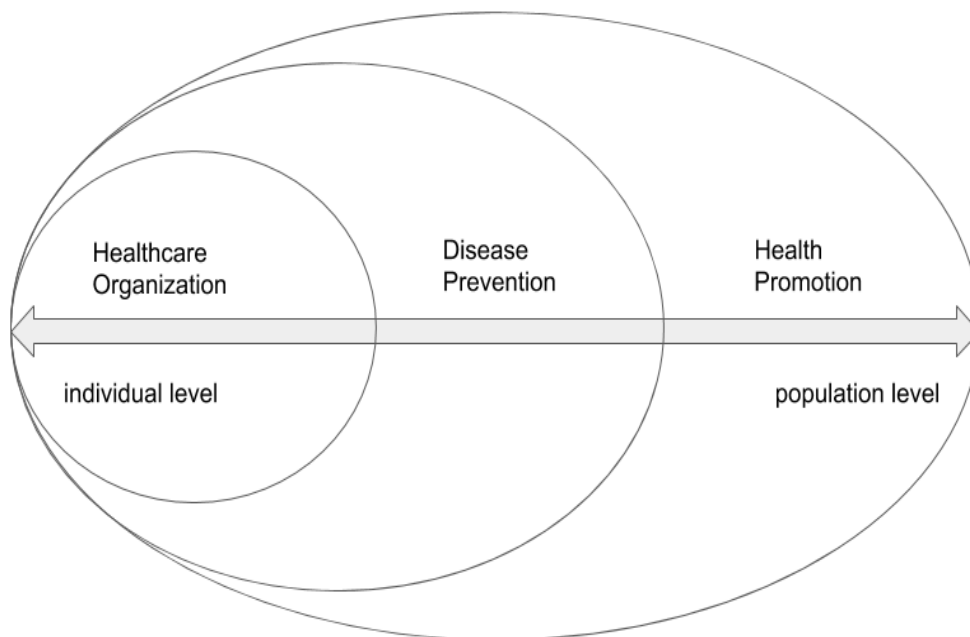 Healthcare
Organization
Disease
Prevention
Health
Promotion
individual level
population level